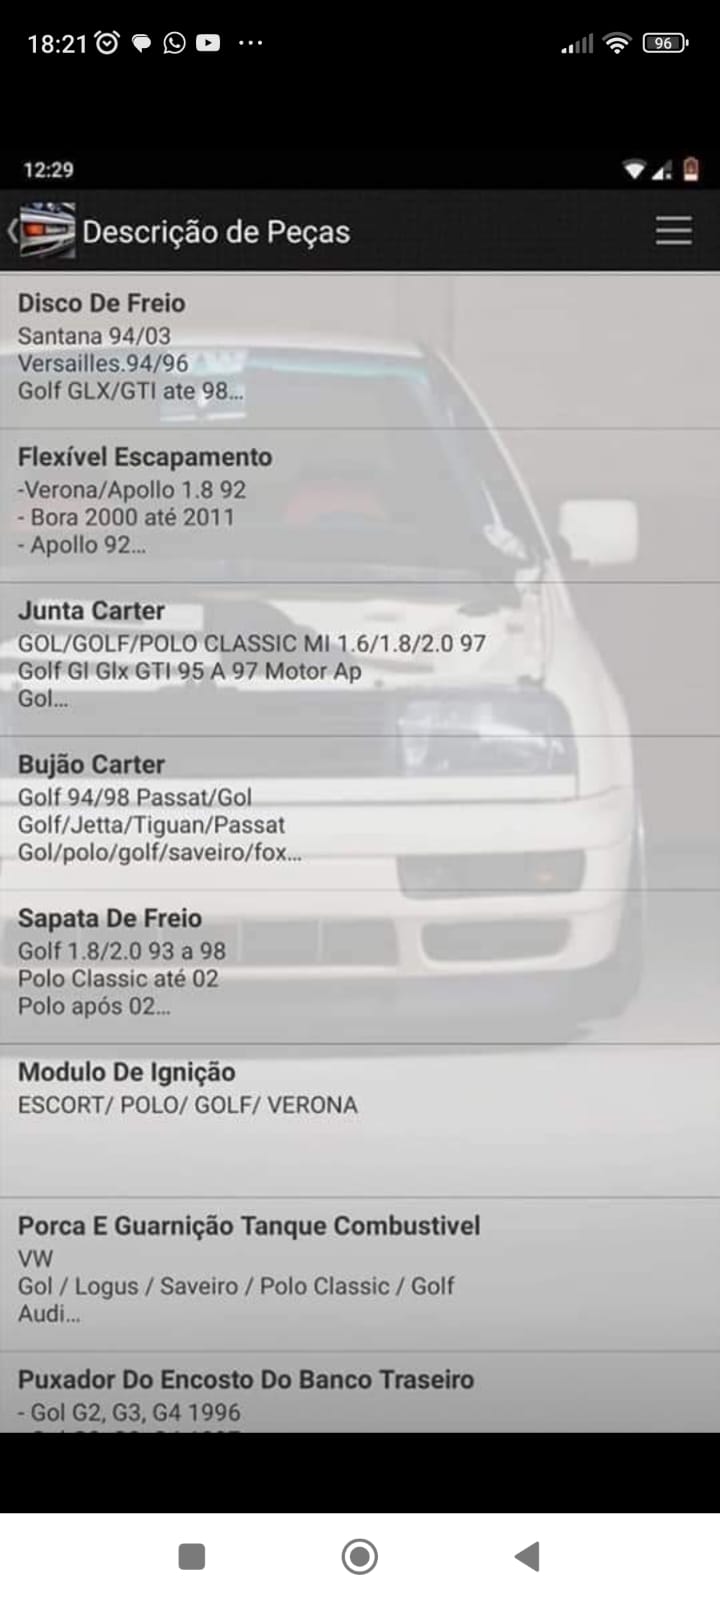 18:21
96
12:29
Descrição de Peças
Disco De Freio
Santana 94/03
Versailles.94/96
Golf GLX/GTI ate 98...
Flexível Escapamento
-Verona/Apollo 1.8 92
- Bora 2000 até 2011
- Apollo 92...
Junta Carter
GOL/GOLF/POLO CLASSIC MI 1.6/1.8/2.0 97
Golf Gl Glx GTI 95 A 97 Motor Ap
Gol...
Bujão Carter
Golf 94/98 Passat/Gol
Golf/Jetta/Tiguan/Passat
Gol/polo/golf/saveiro/fox...
Sapata De Freio
Golf 1.8/2.0 93 a 98
Polo Classic até 02
Polo após 02...
Modulo De Ignição
ESCORT/ POLO/ GOLF/ VERONA
Porca E Guarnição Tanque Combustivel
VW
Gol / Logus / Saveiro / Polo Classic / Golf
Audi...
Puxador Do Encosto Do Banco Traseiro
- Gol G2, G3, G4 1996